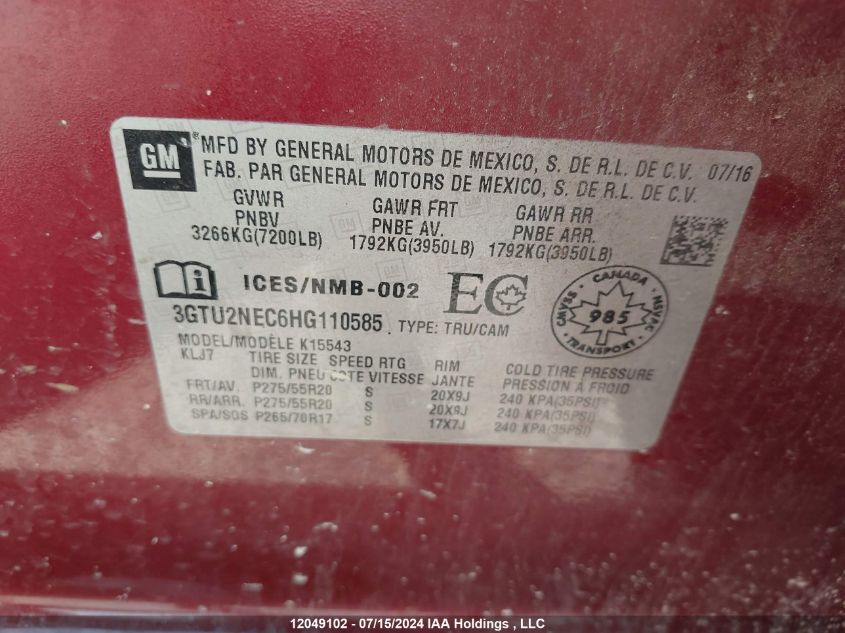 GM
®MFD BY GENERAL MOTORS DE MEXICO, S. DE R.L. DE C.V. 07/16
FAB. PAR GENERAL MOTORS DE MEXICO, S. DE R.L. DE C.V.
GVWR GAWR FRT GAWR RR
PNBV PNBE AV. PNBE ARR.
3266KG(7200LB) 1792KG(3950LB) 1792KG(3950LB)
i ICES/NMB-002 EC
3GTU2NEC6HG110585 TYPE: TRU/CAM
CANADA
CMVSS 985 NSVAC
TRANSPORT
MODEL/MODÈLE K15543
KLJ7 TIRE SIZE SPEED RTG RIM COLD TIRE PRESSURE
DIM. PNEU COTE VITESSE JANTE PRESSION A FROID
FRT/AV. P275/55R20 S 20X9J 240 KPA(35PSI)
RR/ARR. P275/55R20 S 20X9J 240 KPA(35PSI)
SPA/SOS P265/70R17 S 17X7J 240 KPA(35PSI)
12049102 - 07/15/2024 IAA Holdings , LLC